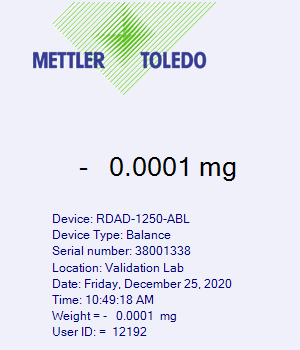 METTLER TOLEDO
- 0.0001 mg
Device: RDAD-1250-ABL
Device Type: Balance
Serial number: 38001338
Location: Validation Lab
Date: Friday, December 25, 2020
Time: 10:49:18 AM
Weight = - 0.0001 mg
User ID: = 12192